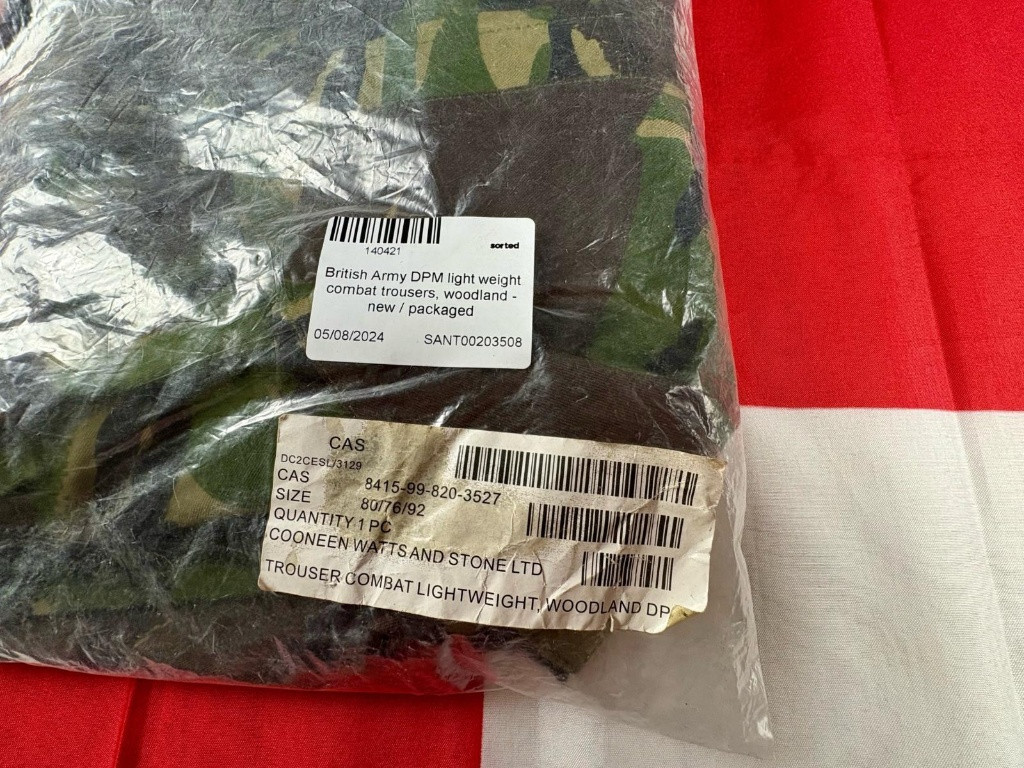 140421
sorted
British Army DPM light weight
combat trousers, woodland -
new / packaged
05/08/2024 SANT00203508
CAS
DC2CESL/3129
CAS 8415-99-820-3527
SIZE 80/76/92
QUANTITY 1 PC
COONEEN WATTS AND STONE LTD
TROUSER COMBAT LIGHTWEIGHT, WOODLAND DP